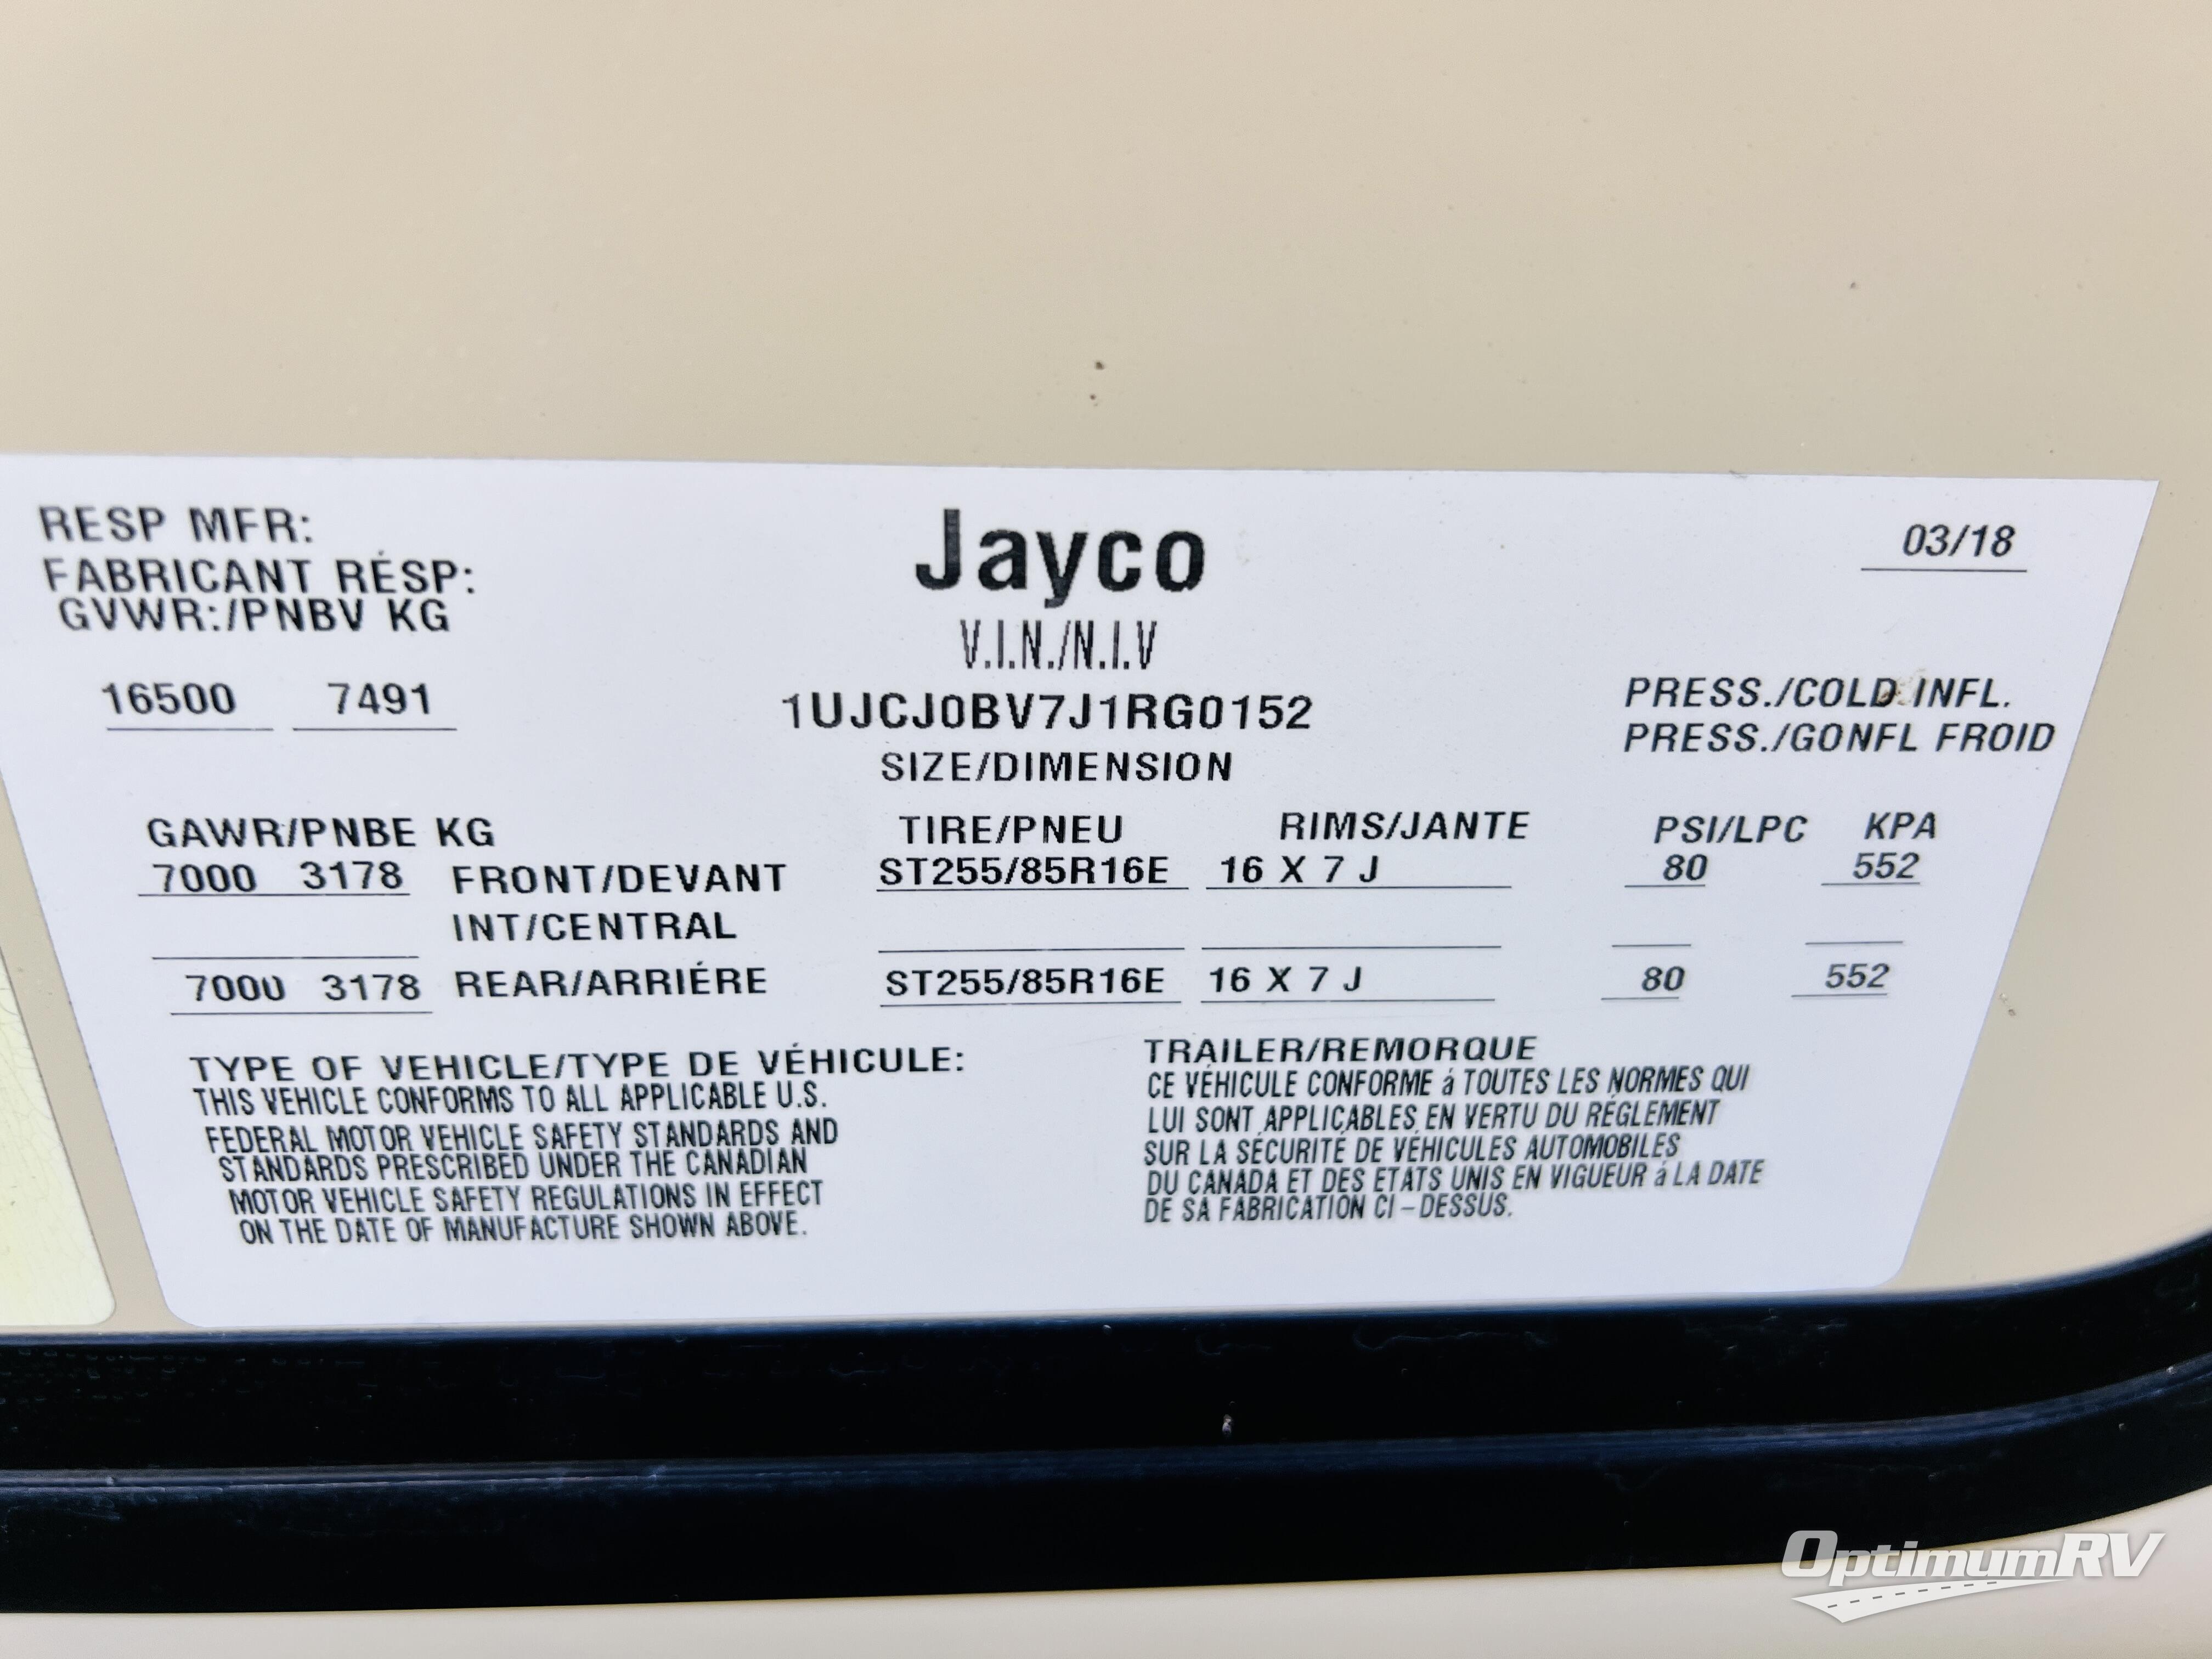 RESP MFR:
FABRICANT RÉSP:
GVWR:/PNBV KG
Jayco
03/18
V.I.N./N.I.V
16500 7491
1UJCJ0BV7J1RG0152
PRESS./COLD INFL.
PRESS./GONFL FROID
SIZE/DIMENSION
GAWR/PNBE KG TIRE/PNEU RIMS/JANTE PSI/LPC KPA
7000 3178 FRONT/DEVANT ST255/85R16E 16 X 7 J 80 552
INT/CENTRAL
7000 3178 REAR/ARRIÉRE ST255/85R16E 16 X 7 J 80 552
TYPE OF VEHICLE/TYPE DE VÉHICULE:
THIS VEHICLE CONFORMS TO ALL APPLICABLE U.S.
FEDERAL MOTOR VEHICLE SAFETY STANDARDS AND
STANDARDS PRESCRIBED UNDER THE CANADIAN
MOTOR VEHICLE SAFETY REGULATIONS IN EFFECT
ON THE DATE OF MANUFACTURE SHOWN ABOVE.
TRAILER/REMORQUE
CE VÉHICULE CONFORME á TOUTES LES NORMES QUI
LUI SONT APPLICABLES EN VERTU DU RÉGLEMENT
SUR LA SÉCURITÉ DE VÉHICULES AUTOMOBILES
DU CANADA ET DES ETATS UNIS EN VIGUEUR á LA DATE
DE SA FABRICATION CI-DESSUS.
OptimumRV